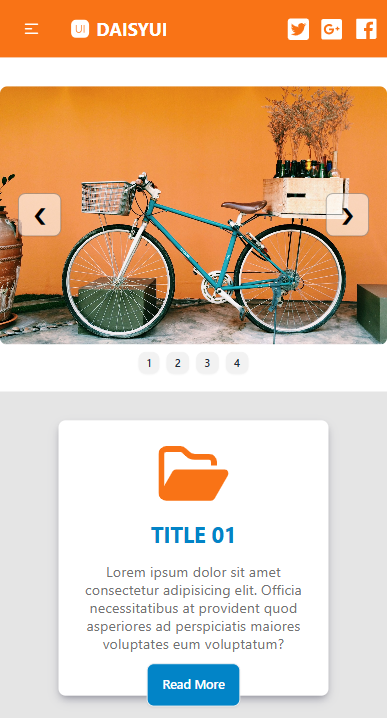 UI DAISYUI
G+
❮ ❯
1 2 3 4
TITLE 01
Lorem ipsum dolor sit amet
consectetur adipisicing elit. Officia
necessitatibus at provident quod
asperiores ad perspiciatis maiores
voluptates eum voluptatum?
Read More